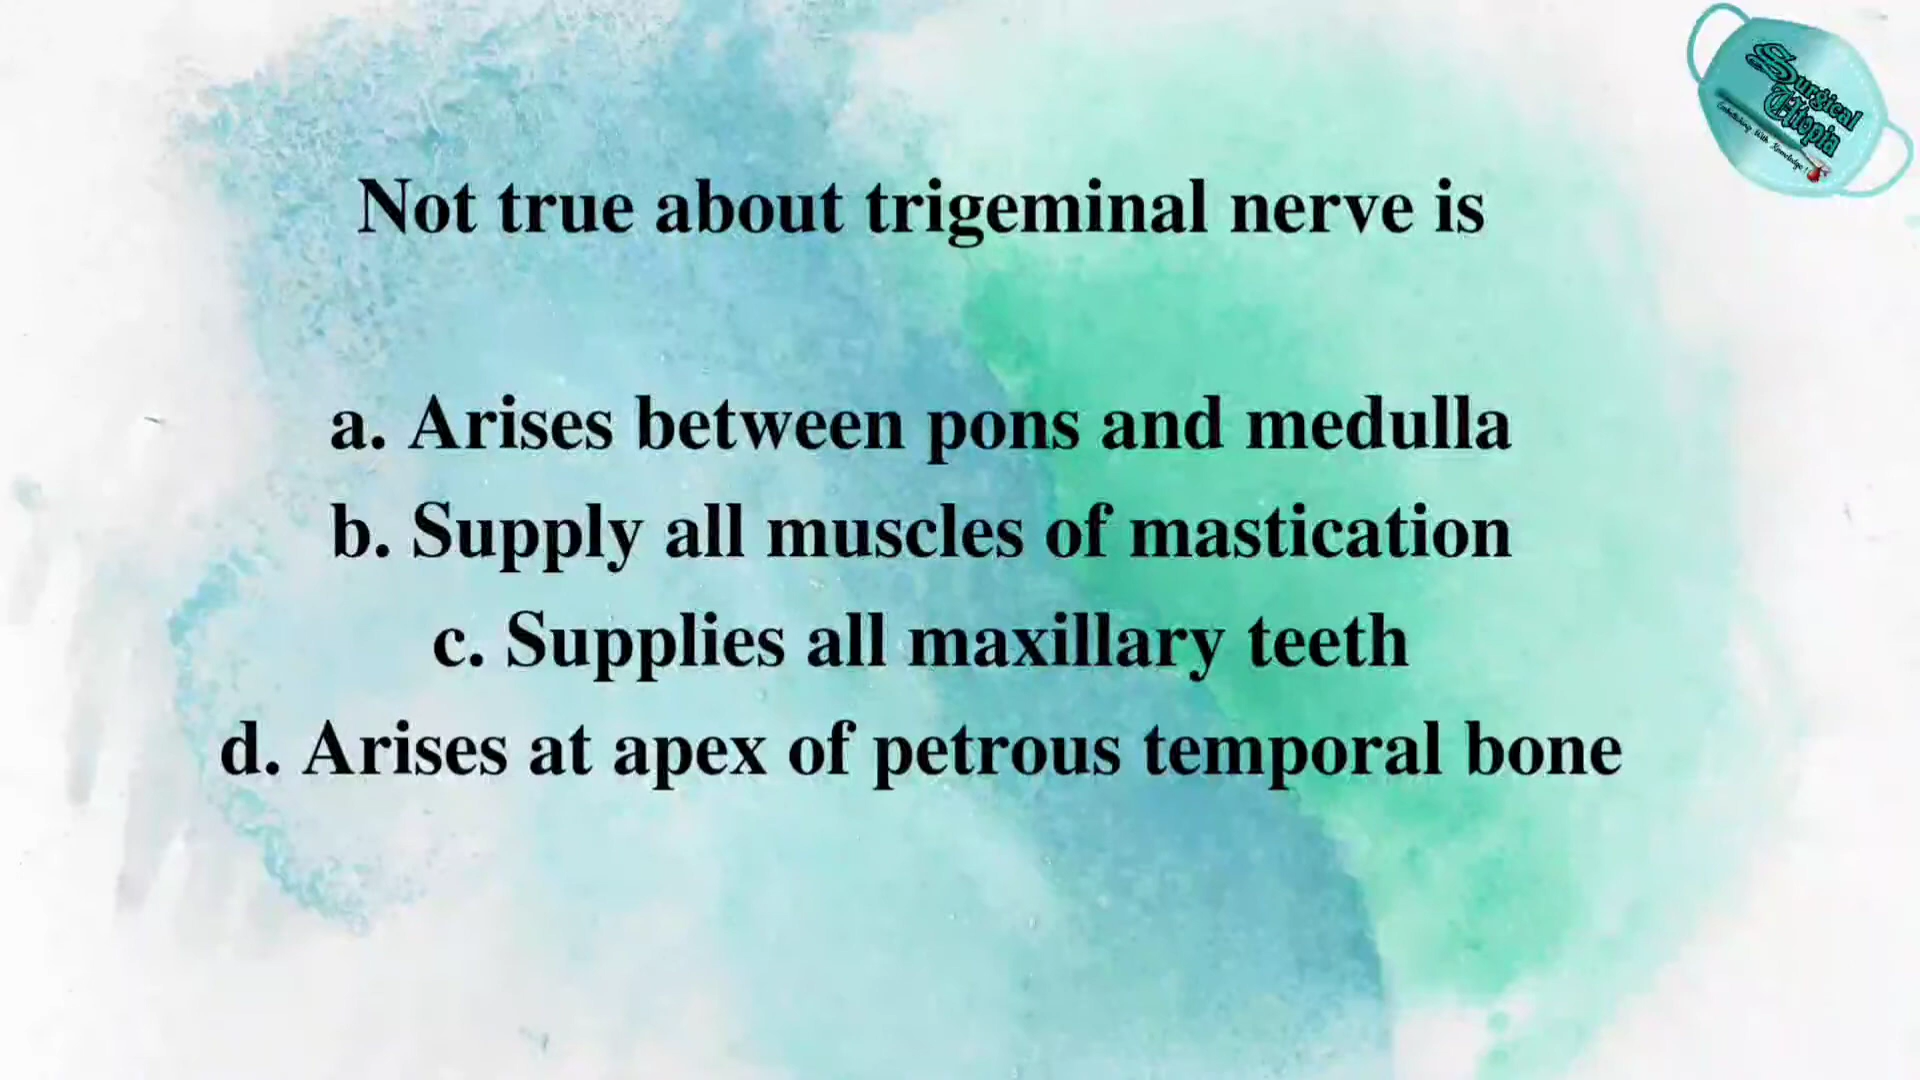 Surgical
Utopia
Not true about trigeminal nerve is
a. Arises between pons and medulla
b. Supply all muscles of mastication
c. Supplies all maxillary teeth
d. Arises at apex of petrous temporal bone